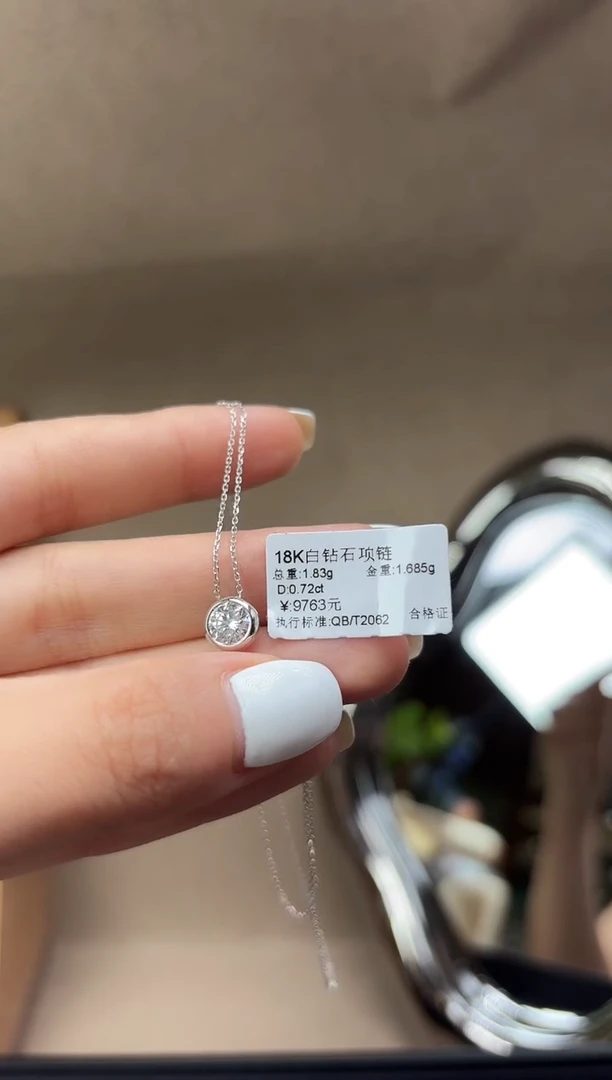 18K白钻石项链
总重:1.83g 金重:1.685g
D:0.72ct
¥:9763元
执行标准:QB/T2062 合格证